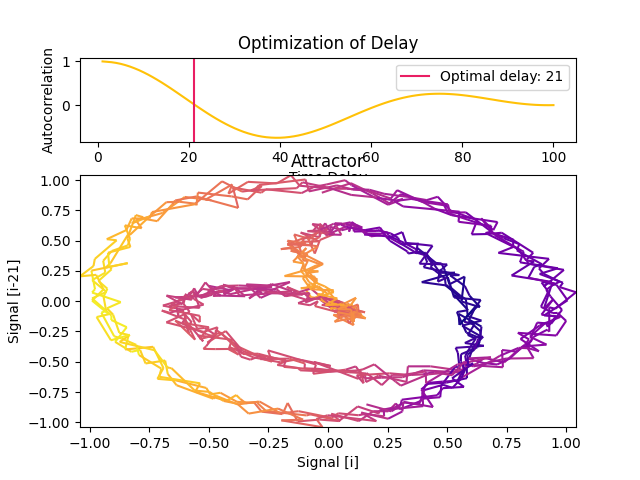 Optimization of Delay
Autocorrelation
1
0
Optimal delay: 21
0 20 40 60 80 100
Time Delay
Attractor
Signal [i-21]
1.00
0.75
0.50
0.25
0.00
−0.25
−0.50
−0.75
−1.00
−1.00 −0.75 −0.50 −0.25 0.00 0.25 0.50 0.75 1.00
Signal [i]